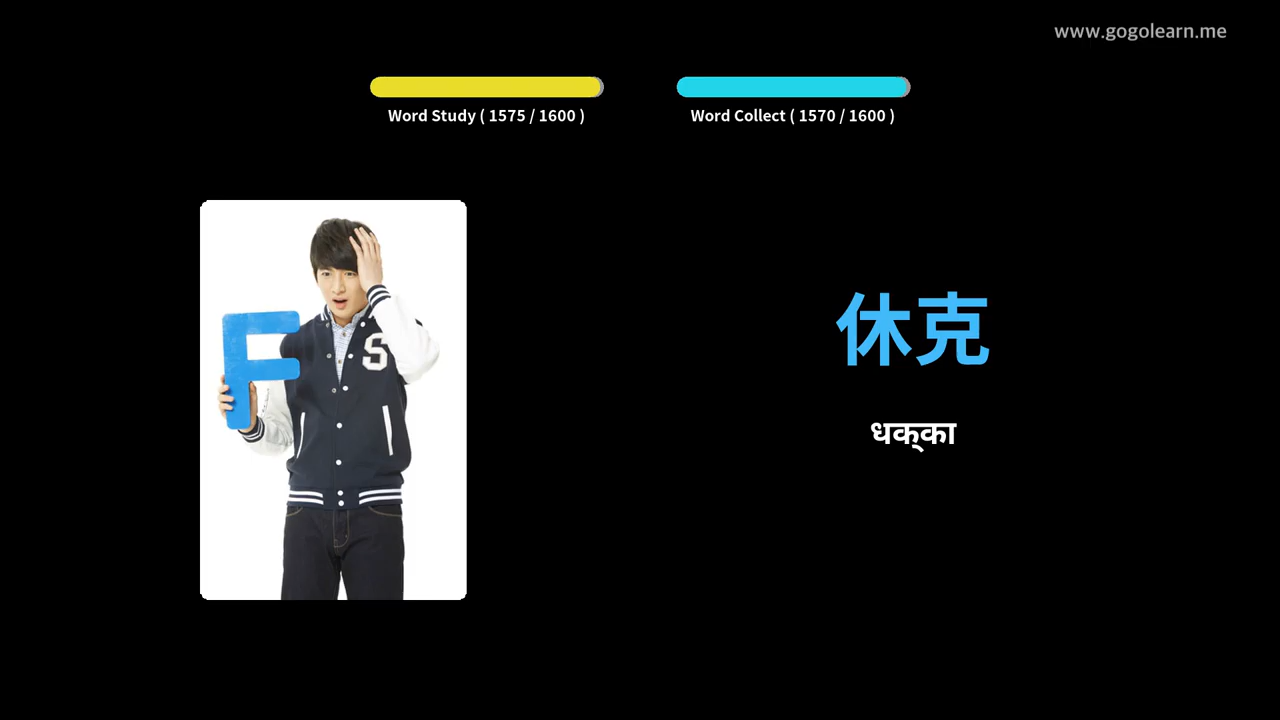 www.gogolearn.me
Word Study ( 1575 / 1600 )
Word Collect ( 1570 / 1600 )
F
S
休克
धक्‍का